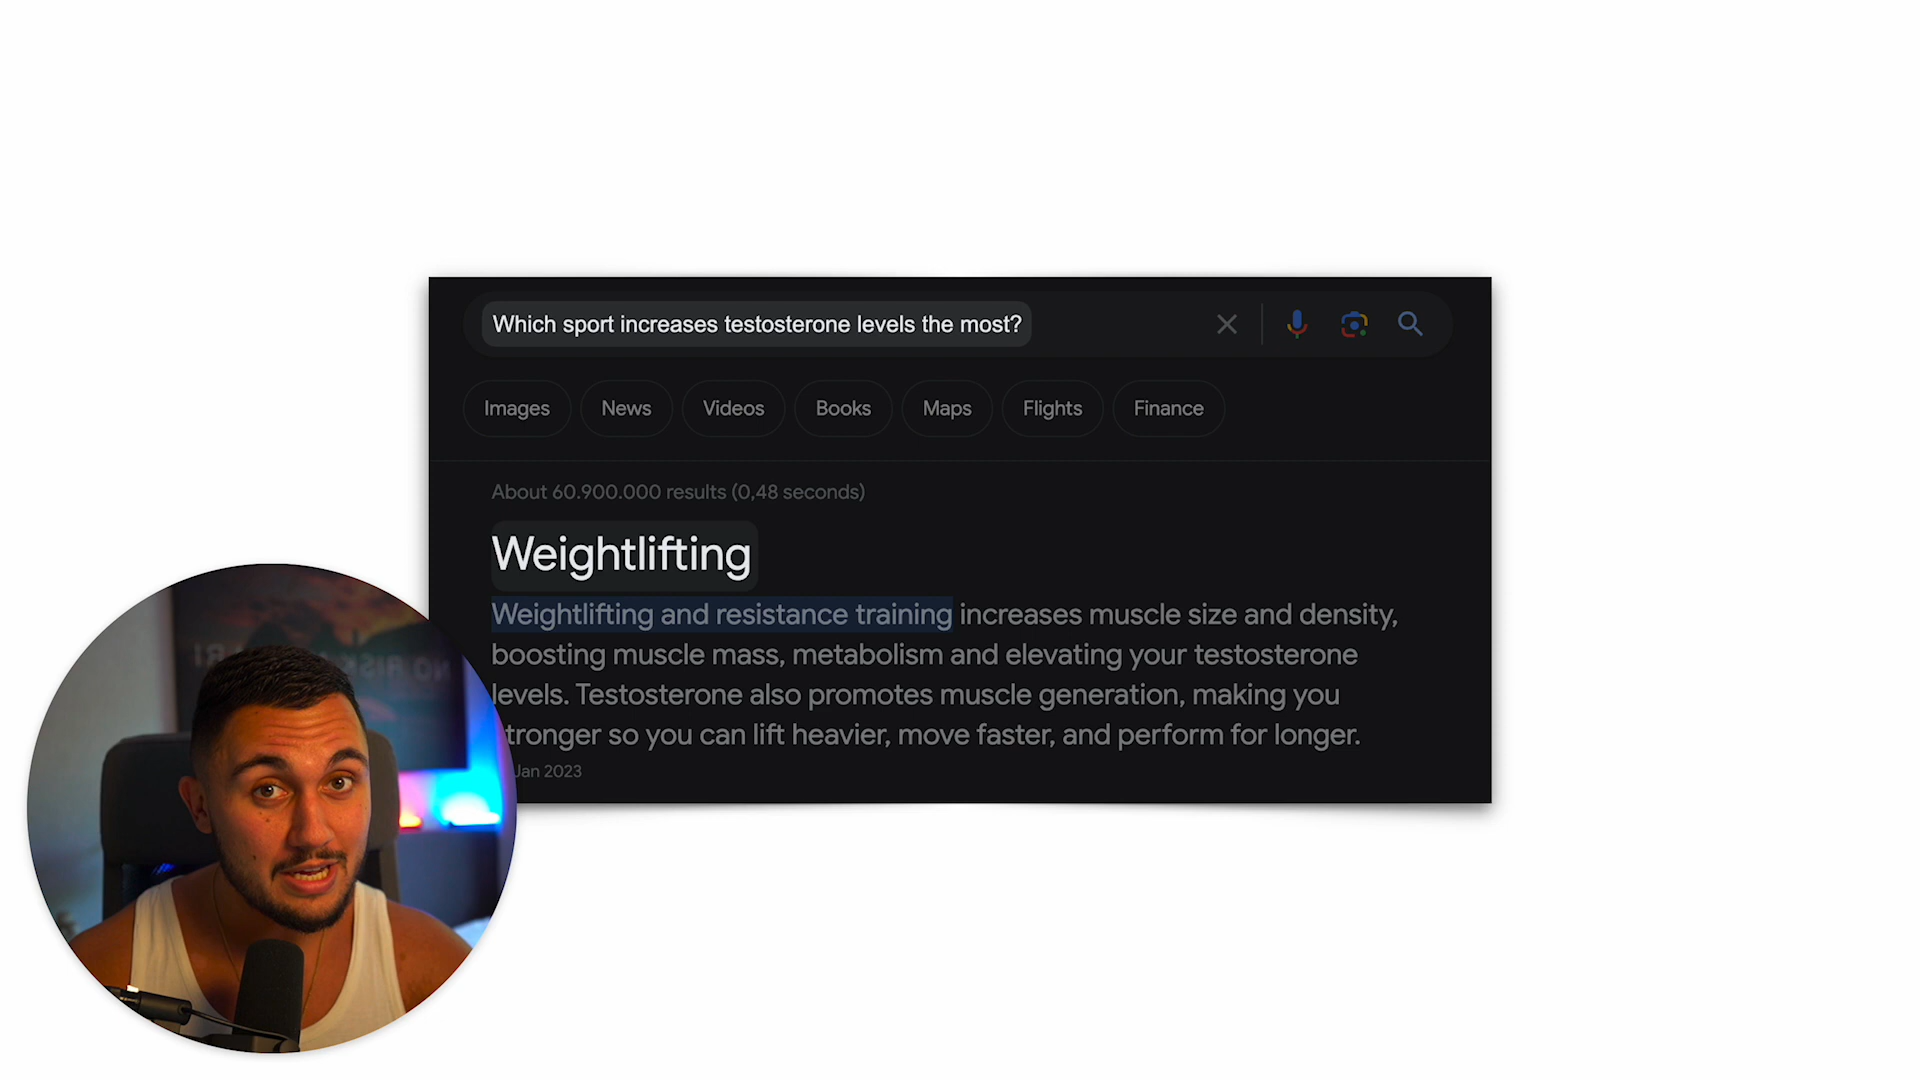 Which sport increases testosterone levels the most?
Images News Videos Books Maps Flights Finance
About 60.900.000 results (0,48 seconds)
Weightlifting
Weightlifting and resistance training increases muscle size and density,
boosting muscle mass, metabolism and elevating your testosterone
levels. Testosterone also promotes muscle generation, making you
tronger so you can lift heavier, move faster, and perform for longer.
Jan 2023
NO RISK